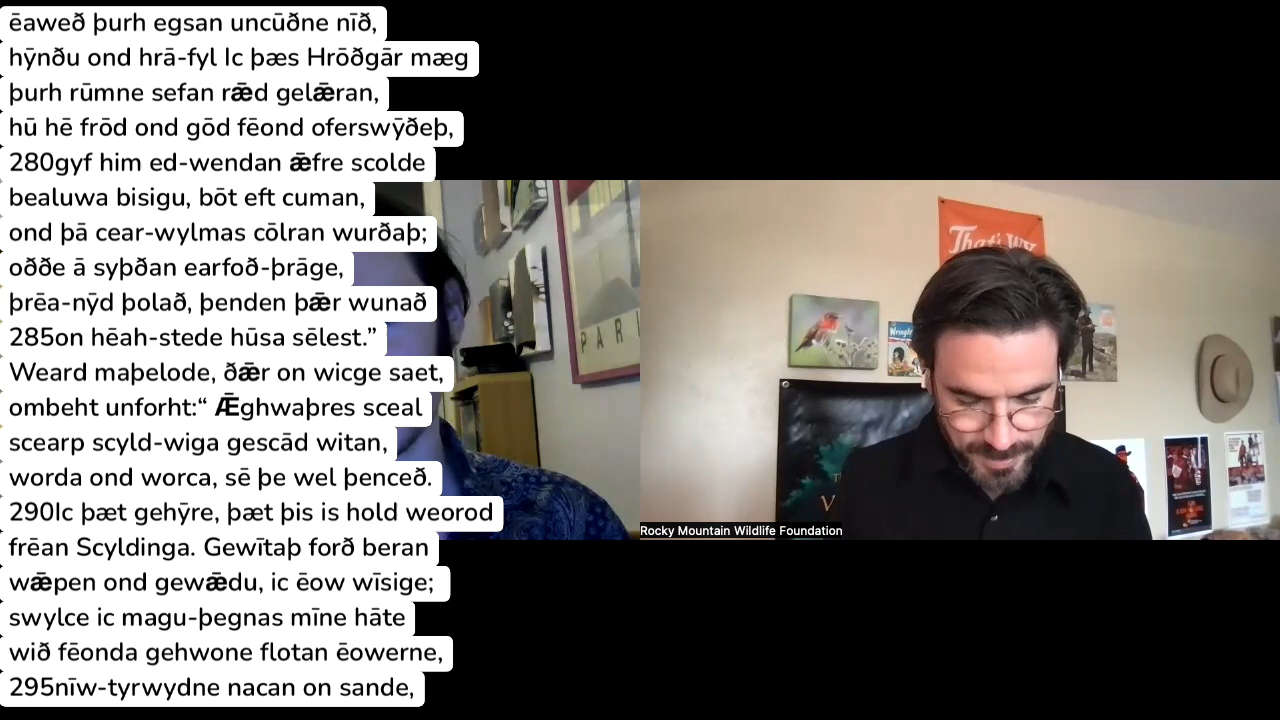 ēaweð þurh egsan uncūðne nīð,
hȳnðu ond hrā-fyl Ic þæs Hrōðgār mæg
þurh rūmne sefan rǣd gelǣran,
hū hē frōd ond gōd fēond oferswȳðeþ,
280gyf him ed-wendan ǣfre scolde
bealuwa bisigu, bōt eft cuman,
ond þā cear-wylmas cōlran wurðaþ;
oððe ā syþðan earfoð-þrāge,
þrēa-nȳd þolað, þenden þǣr wunað
285on hēah-stede hūsa sēlest.”
Weard maþelode, ðǣr on wicge saet,
ombeht unforht:“ Ǣghwaþres sceal
scearp scyld-wiga gescād witan,
worda ond worca, sē þe wel þenceð.
290Ic þæt gehȳre, þæt þis is hold weorod
frēan Scyldinga. Gewītaþ forð beran
wǣpen ond gewǣdu, ic ēow wīsige;
swylce ic magu-þegnas mīne hāte
wið fēonda gehwone flotan ēowerne,
295nīw-tyrwydne nacan on sande,
PARI
That's WY
Wrangle
Rocky Mountain Wildlife Foundation